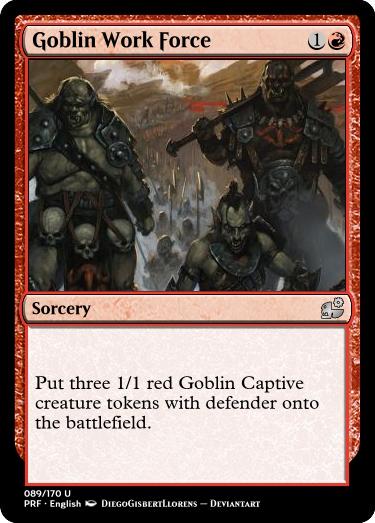 Goblin Work Force 1
Sorcery
Put three 1/1 red Goblin Captive
creature tokens with defender onto
the battlefield.
089/170 U
PRF • English DiegoGisbertLlorens — Deviantart